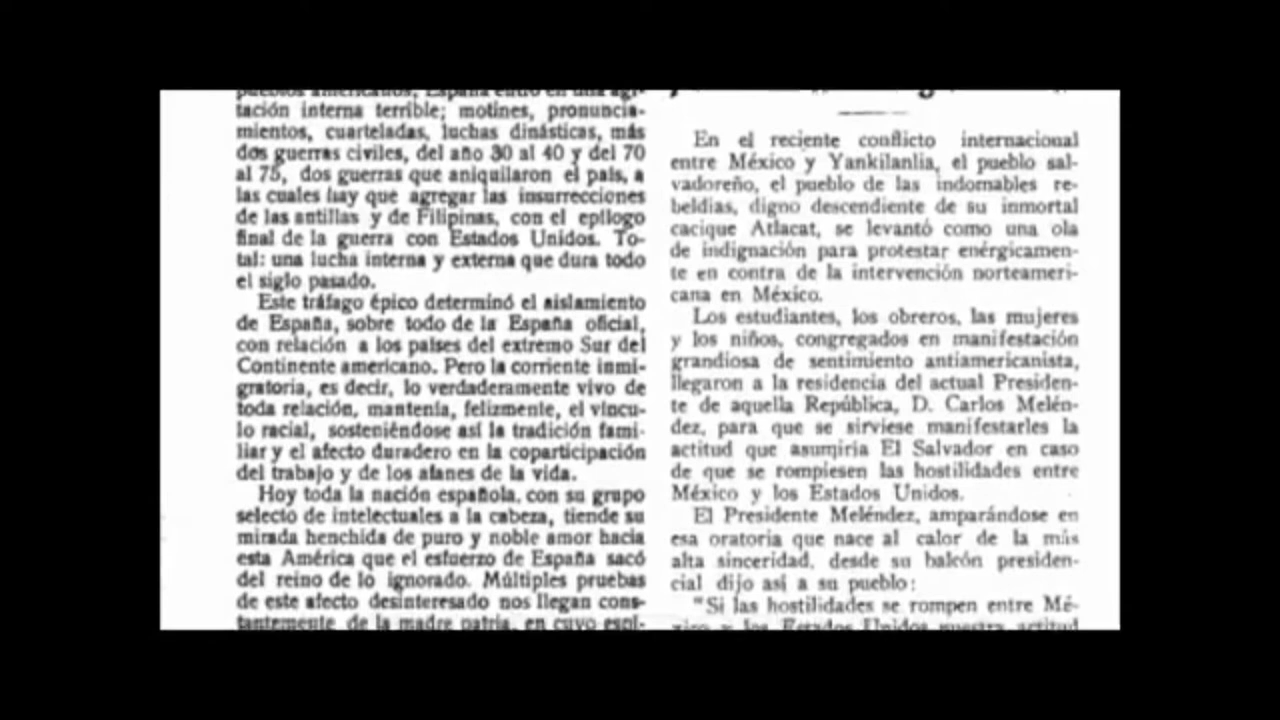 pueblos americanos, España entró en una agi-
tación interna terrible; motines, pronuncia-
mientos, cuarteladas, luchas dinásticas, más
dos guerras civiles, del año 30 al 40 y del 70
al 75, dos guerras que aniquilaron el país, a
las cuales hay que agregar las insurrecciones
de las antillas y de Filipinas, con el epílogo
final de la guerra con Estados Unidos. To-
tal: una lucha interna y externa que dura todo
el siglo pasado.
Este tráfago épico determinó el aislamiento
de España, sobre todo de la España oficial,
con relación a los países del extremo Sur del
Continente americano. Pero la corriente inmi-
gratoria, es decir, lo verdaderamente vivo de
toda relación, mantenía, felizmente, el víncu-
lo racial, sosteniéndose así la tradición fami-
liar y el afecto duradero en la coparticipación
del trabajo y de los afanes de la vida.
Hoy toda la nación española, con su grupo
selecto de intelectuales a la cabeza, tiende su
mirada henchida de puro y noble amor hacia
esta América que el esfuerzo de España sacó
del reino de lo ignorado. Múltiples pruebas
de este afecto desinteresado nos llegan cons-
tantemente de la madre patria, en cuyo espí-
En el reciente conflicto internacional
entre México y Yankilanlia, el pueblo sal-
vadoreño, el pueblo de las indomables re-
beldías, digno descendiente de su inmortal
cacique Atlacat, se levantó como una ola
de indignación para protestar enérgicamen-
te en contra de la intervención norteameri-
cana en México.
Los estudiantes, los obreros, las mujeres
y los niños, congregados en manifestación
grandiosa de sentimiento antiamericanista,
llegaron a la residencia del actual Presiden-
te de aquella República, D. Carlos Melén-
dez, para que se sirviese manifestarles la
actitud que asumiría El Salvador en caso
de que se rompiesen las hostilidades entre
México y los Estados Unidos.
El Presidente Meléndez, amparándose en
esa oratoria que nace al calor de la más
alta sinceridad, desde su balcón presiden-
cial dijo así a su pueblo:
"Si las hostilidades se rompen entre Mé-
xico y los Estados Unidos nuestra actitud